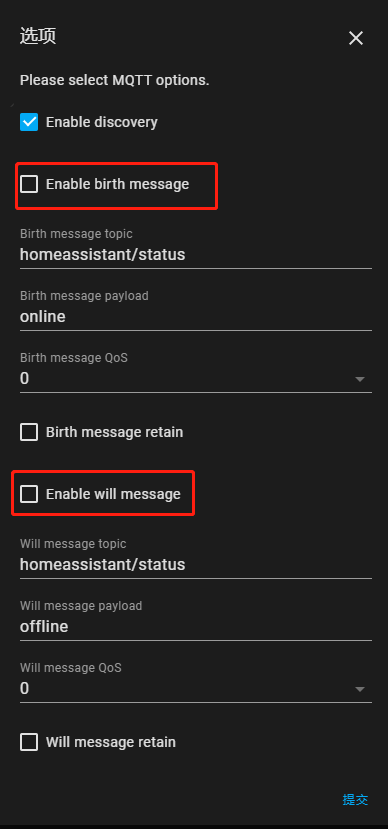 选项
Please select MQTT options.
Enable discovery
Enable birth message
Birth message topic
homeassistant/status
Birth message payload
online
Birth message QoS
0
Birth message retain
Enable will message
Will message topic
homeassistant/status
Will message payload
offline
Will message QoS
0
Will message retain
提交